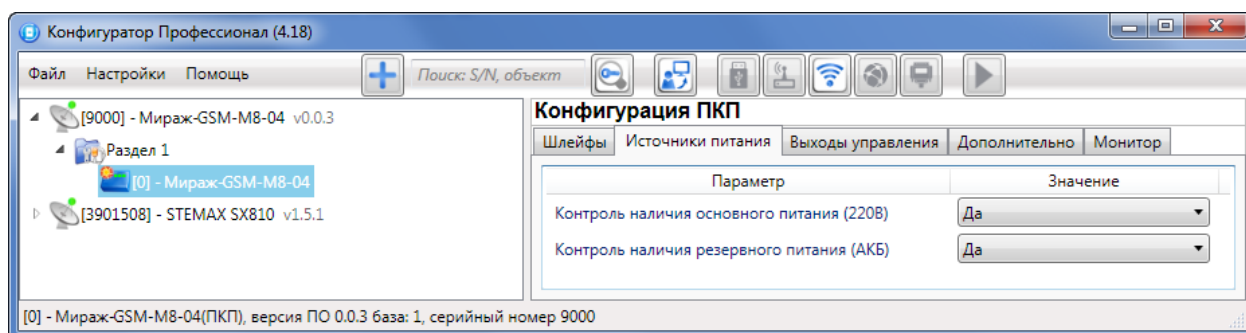 Конфигуратор Профессионал (4.18)
Файл Настройки Помощь Поиск: S/N, объект
[9000] - Мираж-GSM-M8-04 v0.0.3
Раздел 1
[0] - Мираж-GSM-M8-04
[3901508] - STEMAX SX810 v1.5.1
Конфигурация ПКП
Шлейфы Источники питания Выходы управления Дополнительно Монитор
Параметр Значение
Контроль наличия основного питания (220В) Да
Контроль наличия резервного питания (АКБ) Да
[0] - Мираж-GSM-M8-04(ПКП), версия ПО 0.0.3 база: 1, серийный номер 9000